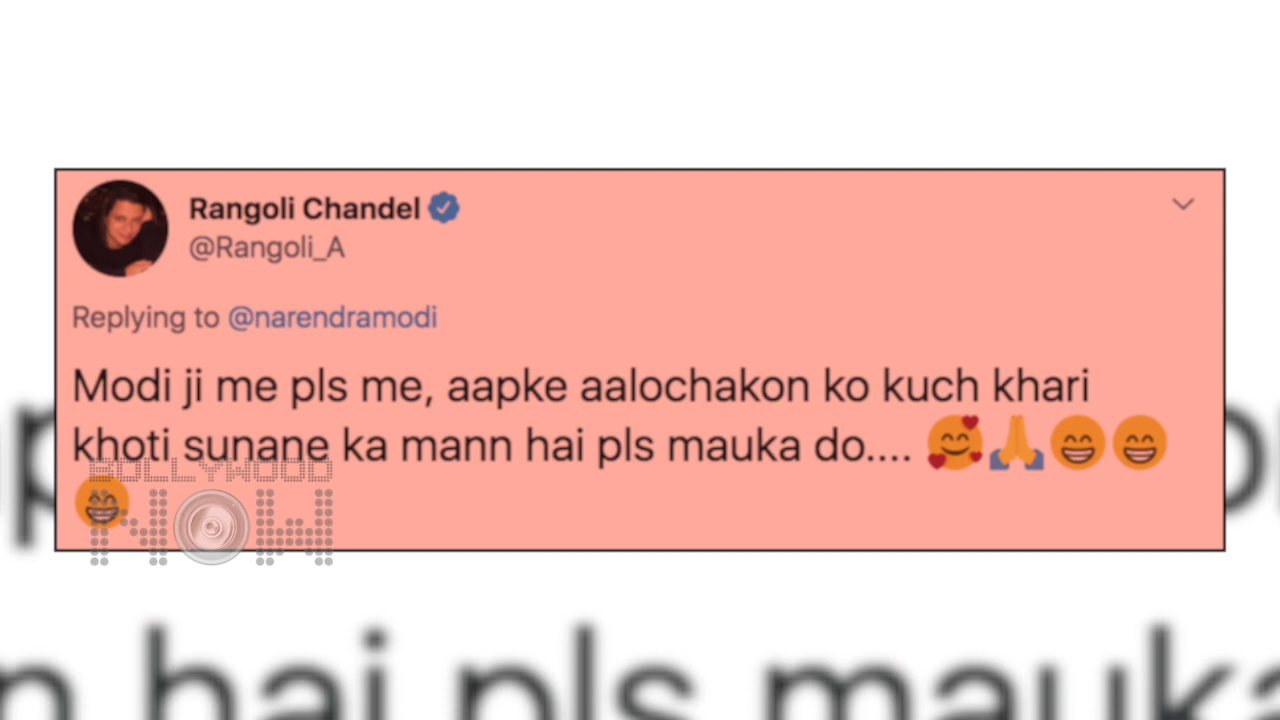 Rangoli Chandel
@Rangoli_A
Replying to @narendramodi
Modi ji me pls me, aapke aalochakon ko kuch khari
khoti sunane ka mann hai pls mauka do.... 🥰🙏😁😁
😁
BOLLYWOOD
NOW
n hai pls mauka